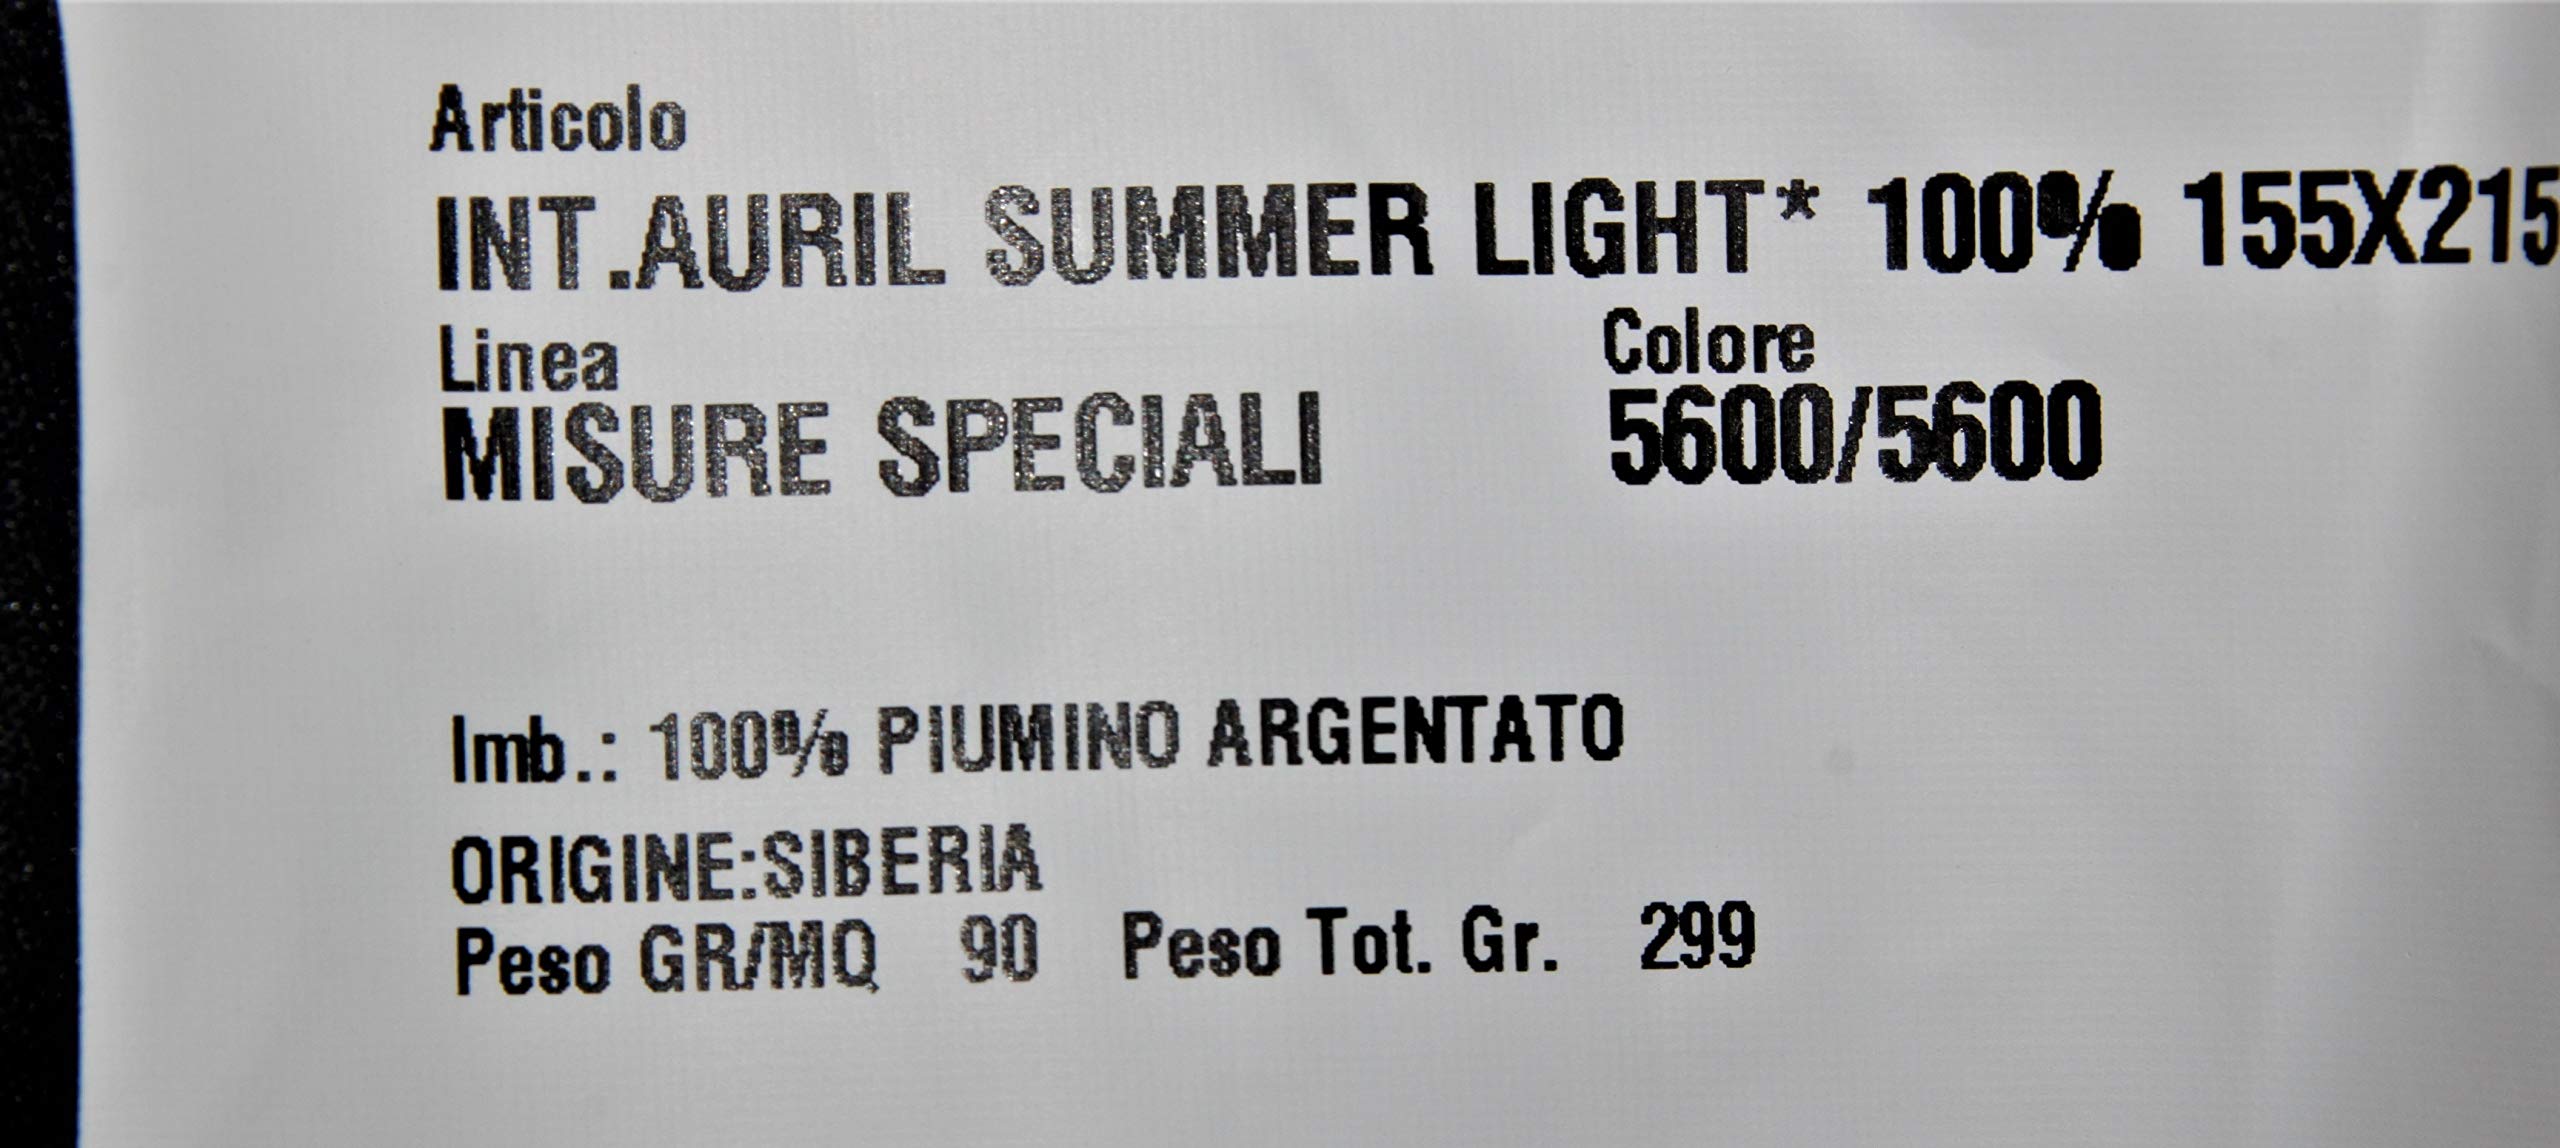 Articolo
INT.AURIL SUMMER LIGHT* 100% 155X215
Linea
Colore
MISURE SPECIALI 5600/5600
Imb.: 100% PIUMINO ARGENTATO
ORIGINE:SIBERIA
Peso GR/MQ 90 Peso Tot. Gr. 299